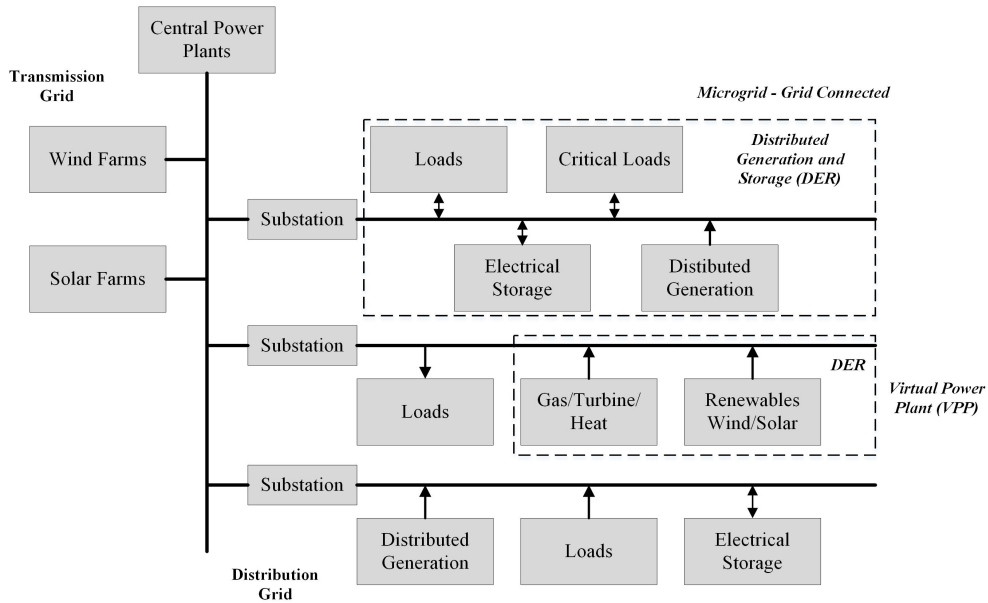 Central Power
Plants
Transmission
Grid
Microgrid - Grid Connected
Wind Farms
Loads
Critical Loads
Distributed
Generation and
Storage (DER)
Substation
Solar Farms
Electrical
Storage
Distibuted
Generation
Substation
DER
Loads
Gas/Turbine/
Heat
Renewables
Wind/Solar
Virtual Power
Plant (VPP)
Substation
Distributed
Generation
Loads
Electrical
Storage
Distribution
Grid